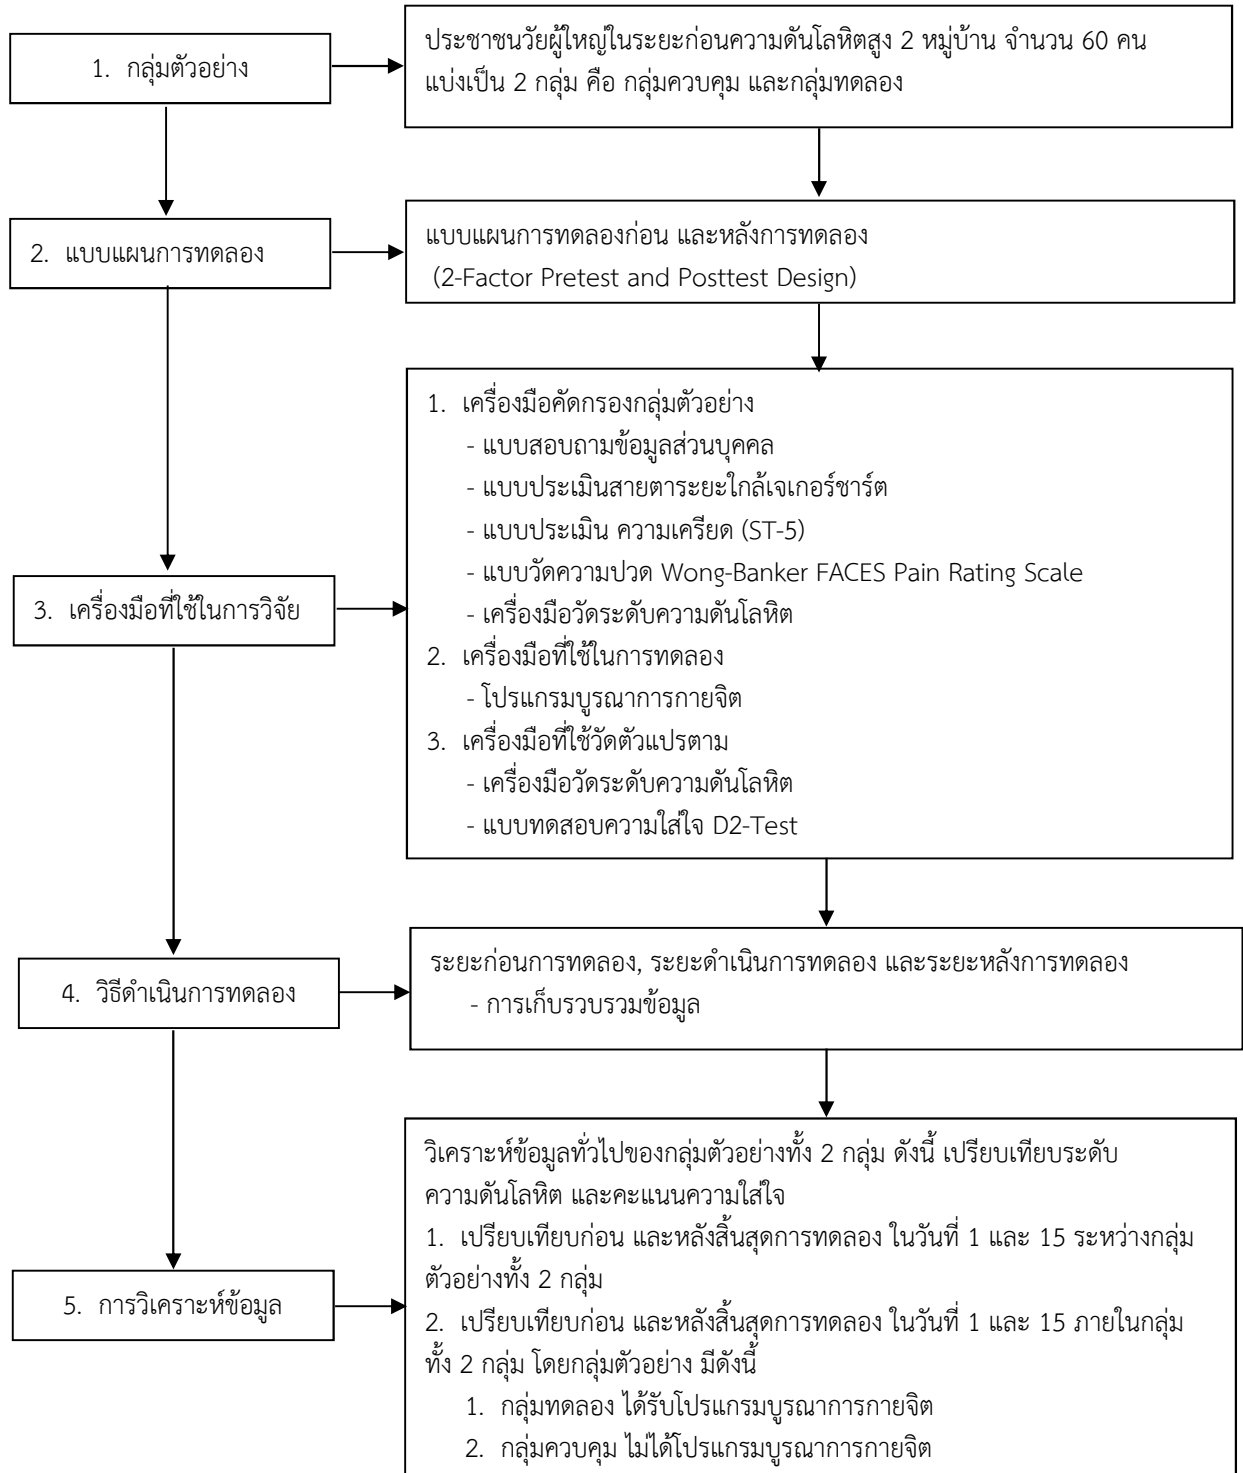 1. กลุ่มตัวอย่าง
ประชาชนวัยผู้ใหญ่ในระยะก่อนความดันโลหิตสูง 2 หมู่บ้าน จำนวน 60 คน
แบ่งเป็น 2 กลุ่ม คือ กลุ่มควบคุม และกลุ่มทดลอง
2. แบบแผนการทดลอง
แบบแผนการทดลองก่อน และหลังการทดลอง
(2-Factor Pretest and Posttest Design)
3. เครื่องมือที่ใช้ในการวิจัย
1. เครื่องมือคัดกรองกลุ่มตัวอย่าง
- แบบสอบถามข้อมูลส่วนบุคคล
- แบบประเมินสายตาระยะใกล้เจเกอร์ชาร์ต
- แบบประเมิน ความเครียด (ST-5)
- แบบวัดความปวด Wong-Banker FACES Pain Rating Scale
- เครื่องมือวัดระดับความดันโลหิต
2. เครื่องมือที่ใช้ในการทดลอง
- โปรแกรมบูรณาการกายจิต
3. เครื่องมือที่ใช้วัดตัวแปรตาม
- เครื่องมือวัดระดับความดันโลหิต
- แบบทดสอบความใส่ใจ D2-Test
4. วิธีดำเนินการทดลอง
ระยะก่อนการทดลอง, ระยะดำเนินการทดลอง และระยะหลังการทดลอง
- การเก็บรวบรวมข้อมูล
5. การวิเคราะห์ข้อมูล
วิเคราะห์ข้อมูลทั่วไปของกลุ่มตัวอย่างทั้ง 2 กลุ่ม ดังนี้ เปรียบเทียบระดับ
ความดันโลหิต และคะแนนความใส่ใจ
1. เปรียบเทียบก่อน และหลังสิ้นสุดการทดลอง ในวันที่ 1 และ 15 ระหว่างกลุ่ม
ตัวอย่างทั้ง 2 กลุ่ม
2. เปรียบเทียบก่อน และหลังสิ้นสุดการทดลอง ในวันที่ 1 และ 15 ภายในกลุ่ม
ทั้ง 2 กลุ่ม โดยกลุ่มตัวอย่าง มีดังนี้
1. กลุ่มทดลอง ได้รับโปรแกรมบูรณาการกายจิต
2. กลุ่มควบคุม ไม่ได้โปรแกรมบูรณาการกายจิต